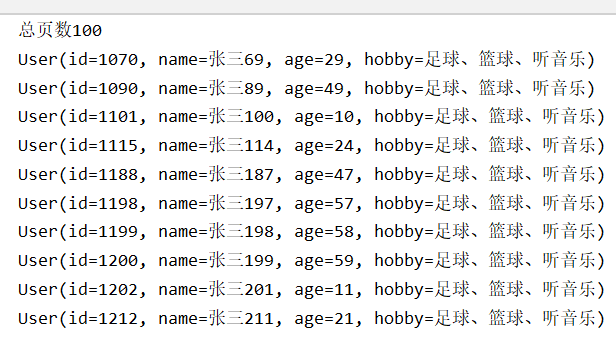 总页数100
User(id=1070, name=张三69, age=29, hobby=足球、篮球、听音乐)
User(id=1090, name=张三89, age=49, hobby=足球、篮球、听音乐)
User(id=1101, name=张三100, age=10, hobby=足球、篮球、听音乐)
User(id=1115, name=张三114, age=24, hobby=足球、篮球、听音乐)
User(id=1188, name=张三187, age=47, hobby=足球、篮球、听音乐)
User(id=1198, name=张三197, age=57, hobby=足球、篮球、听音乐)
User(id=1199, name=张三198, age=58, hobby=足球、篮球、听音乐)
User(id=1200, name=张三199, age=59, hobby=足球、篮球、听音乐)
User(id=1202, name=张三201, age=11, hobby=足球、篮球、听音乐)
User(id=1212, name=张三211, age=21, hobby=足球、篮球、听音乐)